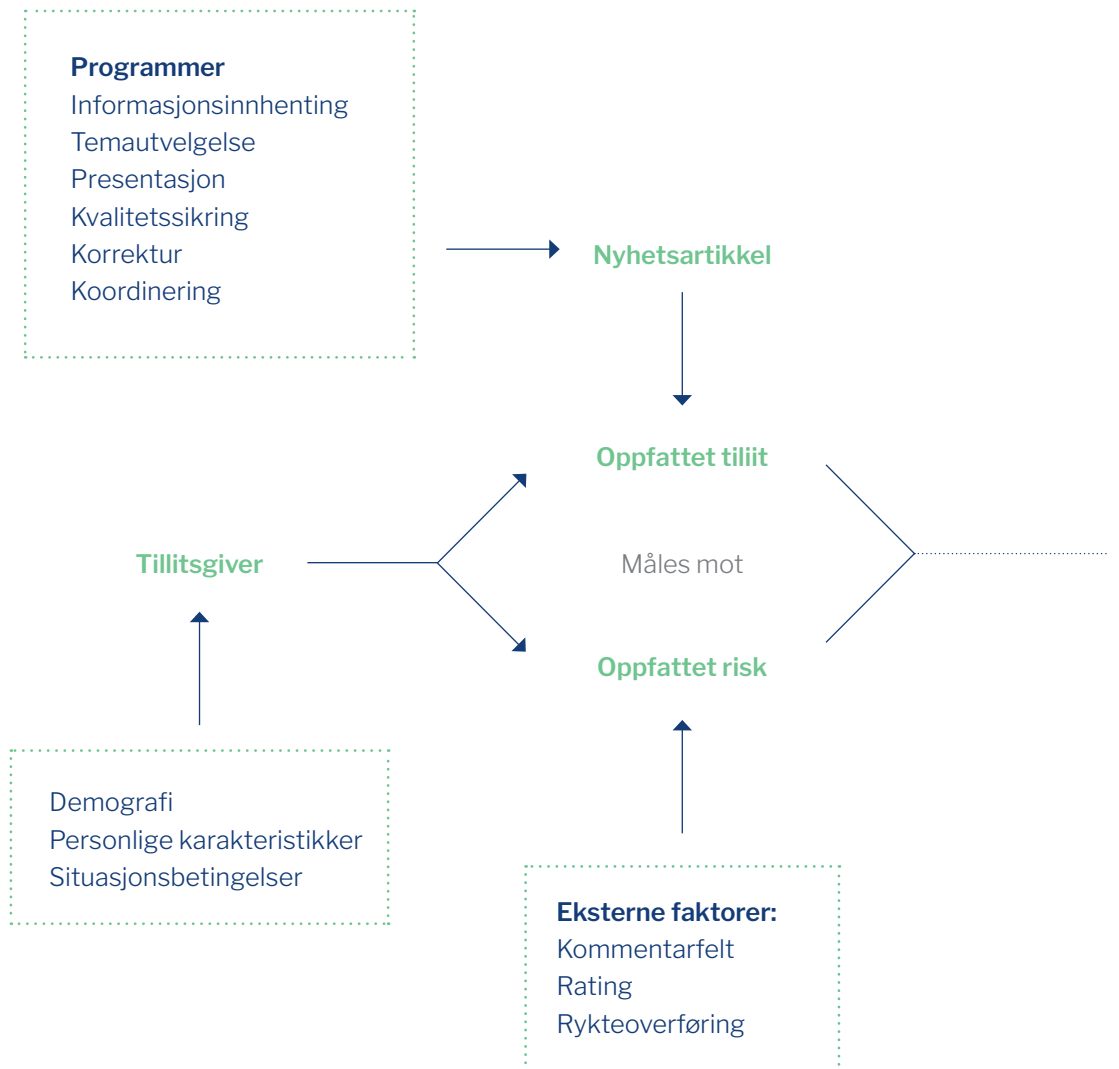 Programmer
Informasjonsinnhenting
Temautvelgelse
Presentasjon
Kvalitetssikring
Korrektur
Koordinering
Nyhetsartikkel
Oppfattet tiliit
Tillitsgiver
Måles mot
Oppfattet risk
Demografi
Personlige karakteristikker
Situasjonsbetingelser
Eksterne faktorer:
Kommentarfelt
Rating
Rykteoverføring